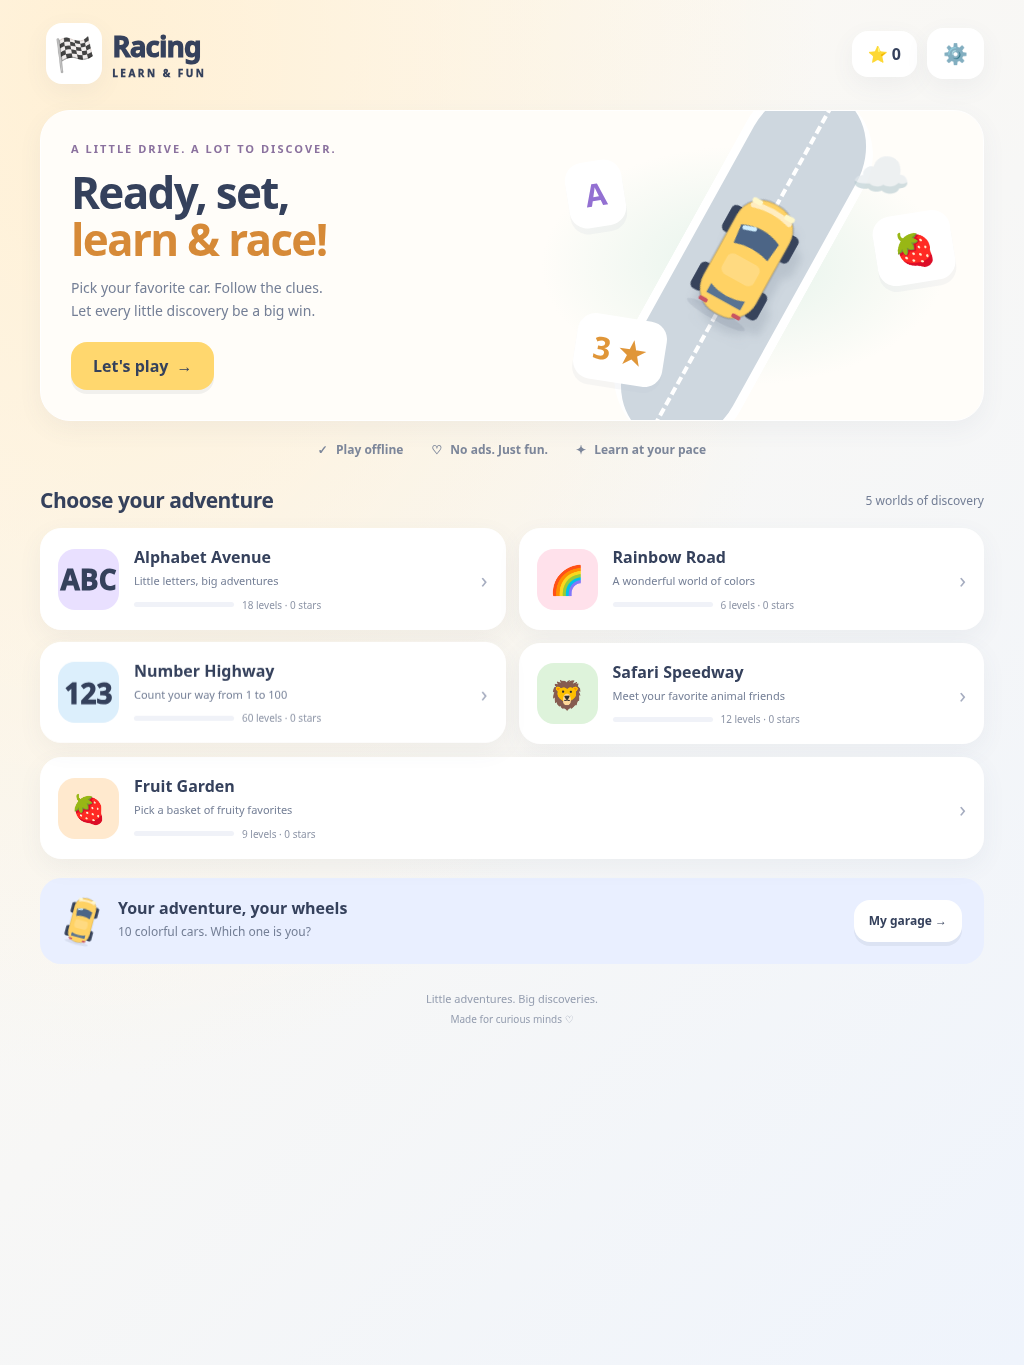 Racing
LEARN & FUN
⭐ 0
A LITTLE DRIVE. A LOT TO DISCOVER.
Ready, set,
learn & race!
Pick your favorite car. Follow the clues.
Let every little discovery be a big win.
Let's play →
A
3 ★
✓ Play offline
♡ No ads. Just fun.
✦ Learn at your pace
Choose your adventure
5 worlds of discovery
ABC
Alphabet Avenue
Little letters, big adventures
18 levels · 0 stars
Rainbow Road
A wonderful world of colors
6 levels · 0 stars
123
Number Highway
Count your way from 1 to 100
60 levels · 0 stars
Safari Speedway
Meet your favorite animal friends
12 levels · 0 stars
Fruit Garden
Pick a basket of fruity favorites
9 levels · 0 stars
Your adventure, your wheels
10 colorful cars. Which one is you?
My garage →
Little adventures. Big discoveries.
Made for curious minds ♡